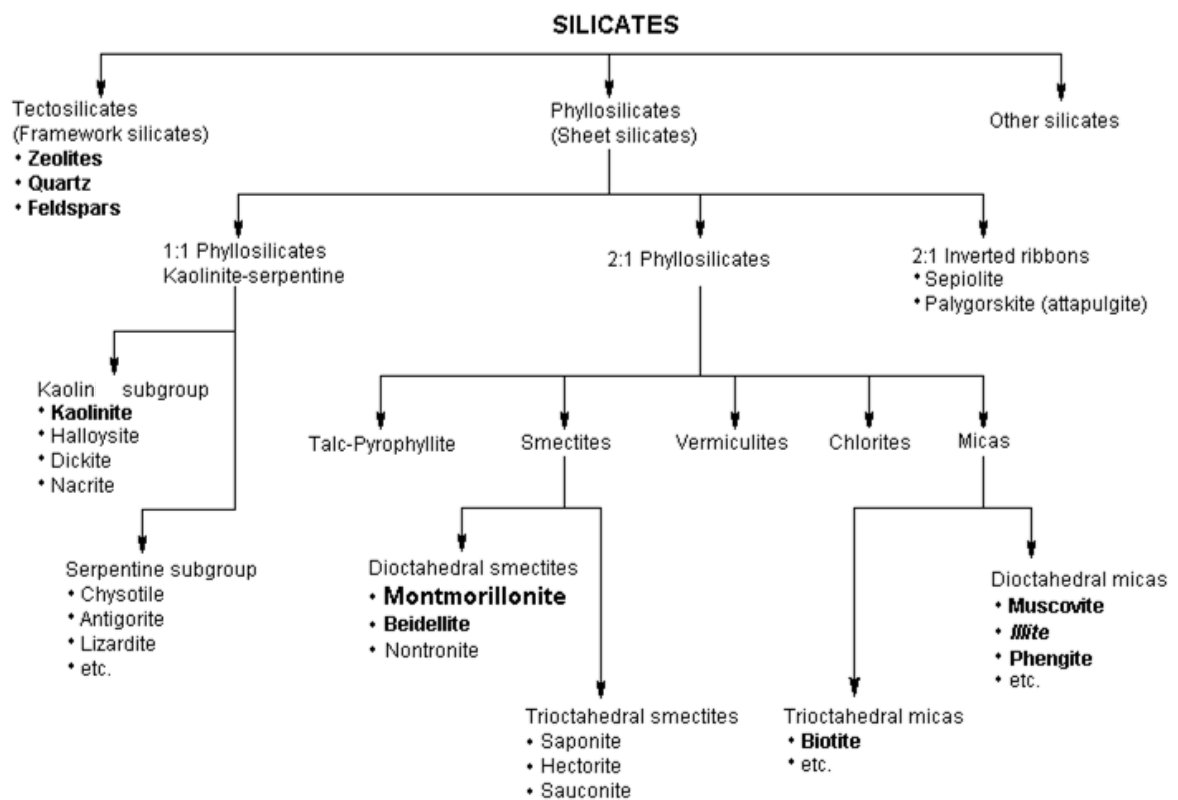 SILICATES
Tectosilicates
(Framework silicates)
• Zeolites
• Quartz
• Feldspars
Phyllosilicates
(Sheet silicates)
Other silicates
1:1 Phyllosilicates
Kaolinite-serpentine
2:1 Phyllosilicates
2:1 Inverted ribbons
• Sepiolite
• Palygorskite (attapulgite)
Kaolin subgroup
• Kaolinite
• Halloysite
• Dickite
• Nacrite
Talc-Pyrophyllite
Smectites
Vermiculites
Chlorites
Micas
Serpentine subgroup
• Chysotile
• Antigorite
• Lizardite
• etc.
Dioctahedral smectites
• Montmorillonite
• Beidellite
• Nontronite
Dioctahedral micas
• Muscovite
• Illite
• Phengite
• etc.
Trioctahedral smectites
• Saponite
• Hectorite
• Sauconite
Trioctahedral micas
• Biotite
• etc.